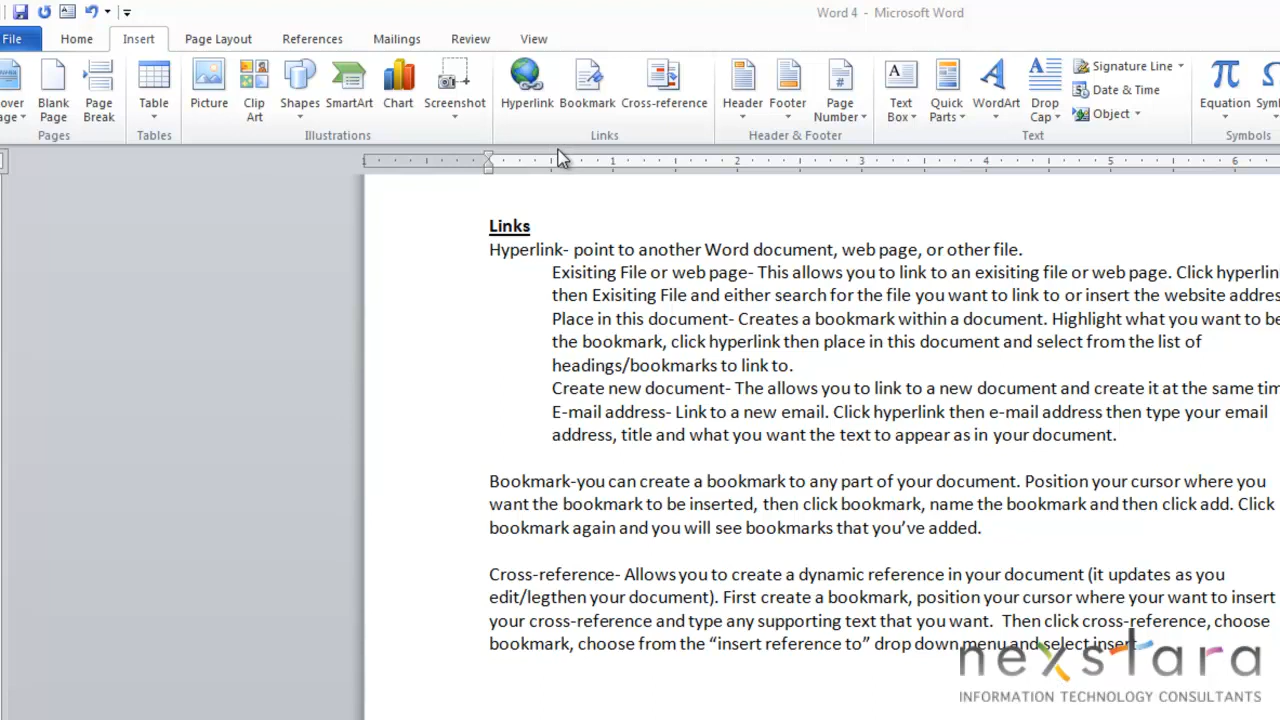 Word 4 - Microsoft Word
File Home Insert Page Layout References Mailings Review View
Blank Page
Page Break
Table
Picture
Clip Art
Shapes
SmartArt
Chart
Screenshot
Hyperlink
Bookmark
Cross-reference
Header
Footer
Page Number
Text Box
Quick Parts
WordArt
Drop Cap
Signature Line
Date & Time
Object
Equation
Pages Tables Illustrations Links Header & Footer Text Symbols
1 1 2 3 4 5 6
Links
Hyperlink- point to another Word document, web page, or other file.
Exisiting File or web page- This allows you to link to an exisiting file or web page. Click hyperlin
then Exisiting File and either search for the file you want to link to or insert the website addres
Place in this document- Creates a bookmark within a document. Highlight what you want to be
the bookmark, click hyperlink then place in this document and select from the list of
headings/bookmarks to link to.
Create new document- The allows you to link to a new document and create it at the same tim
E-mail address- Link to a new email. Click hyperlink then e-mail address then type your email
address, title and what you want the text to appear as in your document.
Bookmark-you can create a bookmark to any part of your document. Position your cursor where you
want the bookmark to be inserted, then click bookmark, name the bookmark and then click add. Click
bookmark again and you will see bookmarks that you’ve added.
Cross-reference- Allows you to create a dynamic reference in your document (it updates as you
edit/legthen your document). First create a bookmark, position your cursor where your want to insert
your cross-reference and type any supporting text that you want. Then click cross-reference, choose
bookmark, choose from the “insert reference to” drop down menu and select insert
nexstara
INFORMATION TECHNOLOGY CONSULTANTS